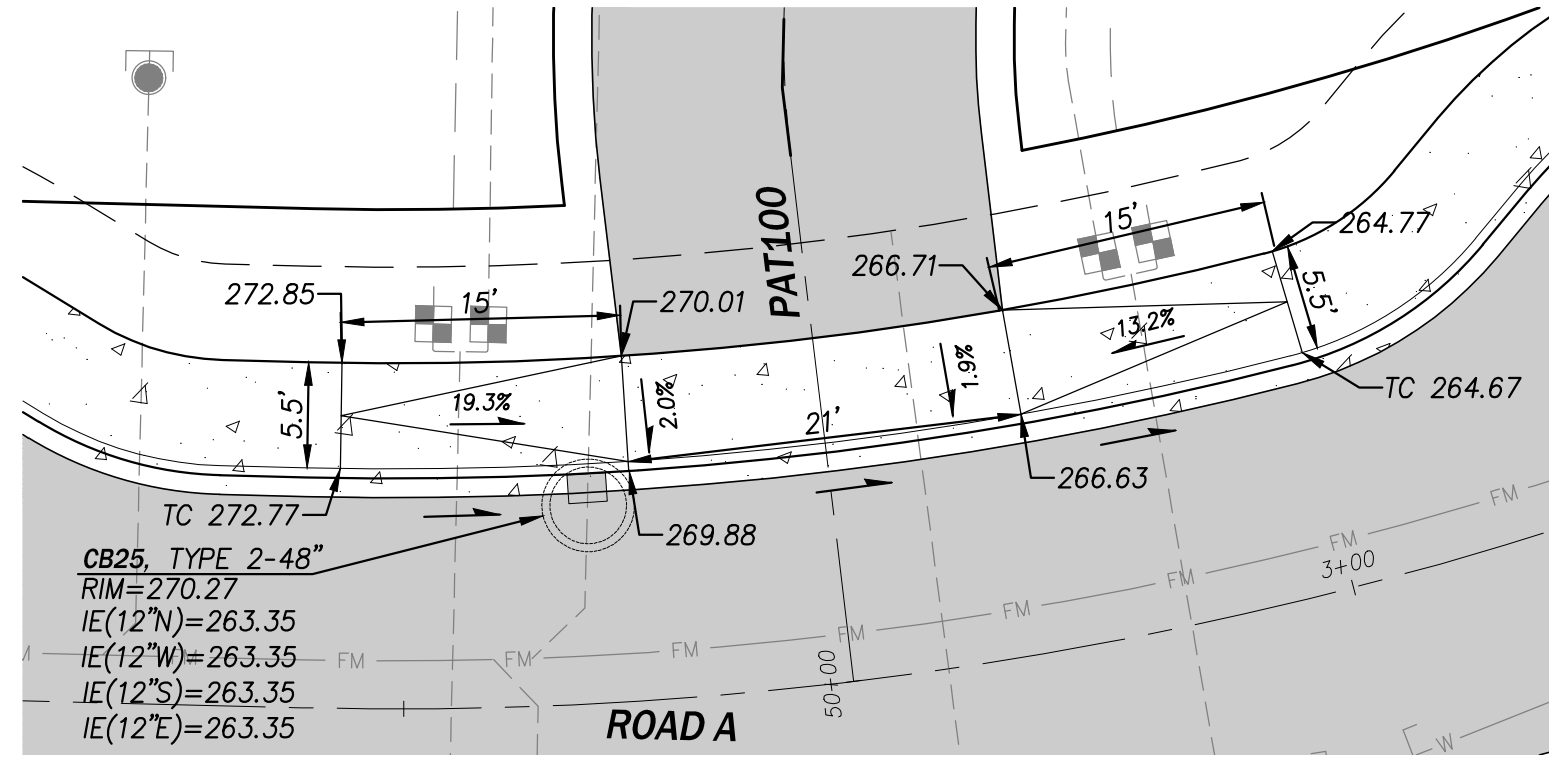 PAT100
15'
264.77
266.71
5.5'
272.85
15'
270.01
13.2%
1.9%
TC 264.67
19.3%
2.0%
5.5'
21'
266.63
TC 272.77
269.88
CB25, TYPE 2-48"
RIM=270.27
IE(12"N)=263.35
IE(12"W)=263.35
IE(12"S)=263.35
IE(12"E)=263.35
FM
FM
3+00
FM
FM
FM
FM
FM
FM
FM
M
50+00
ROAD A
W